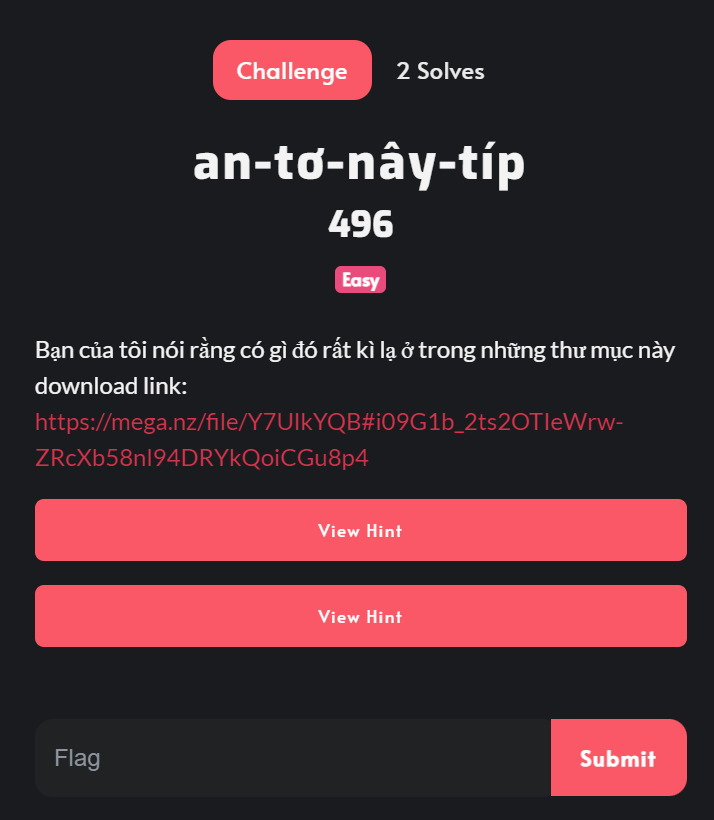 Challenge
2 Solves
an-tơ-nây-típ
496
Easy
Bạn của tôi nói rằng có gì đó rất kì lạ ở trong những thư mục này
download link:
https://mega.nz/file/Y7UlkYQB#i09G1b_2ts2OTIeWrw-
ZRcXb58nI94DRYkQoiCGu8p4
View Hint
View Hint
Flag
Submit